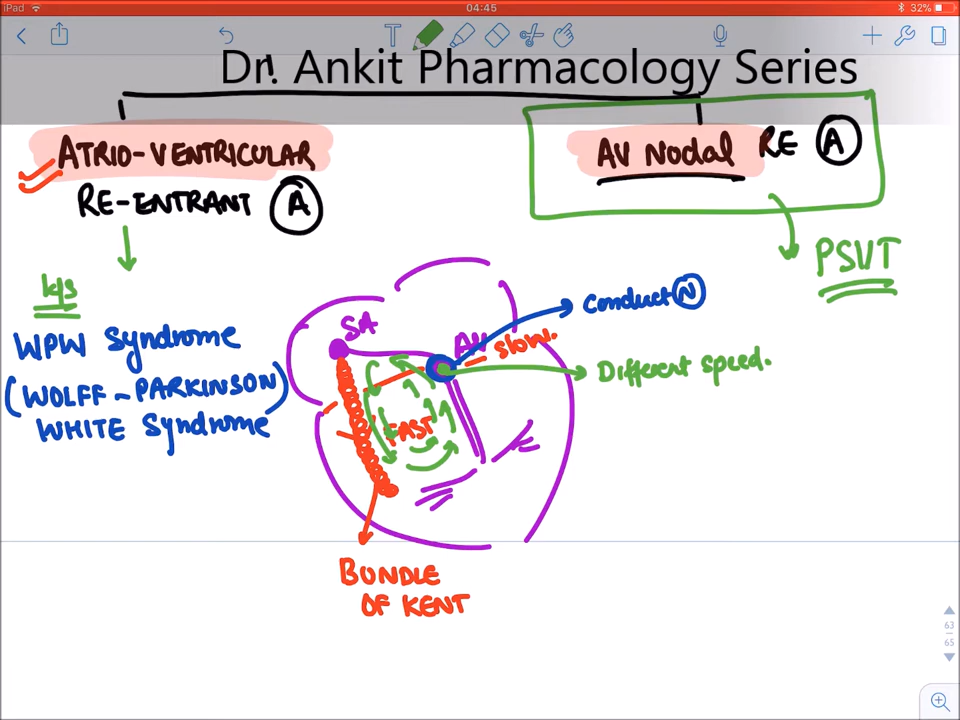 iPad
04:45
32%
T
Dr. Ankit Pharmacology Series
ATRIO-VENTRICULAR
RE-ENTRANT A
AV Nodal RE A
PSVT
k/s
WPW Syndrome
(WOLFF-PARKINSON)
WHITE Syndrome
SA
AV
slow.
Conduct N
Different speed.
FAST
BUNDLE
OF KENT
63
65